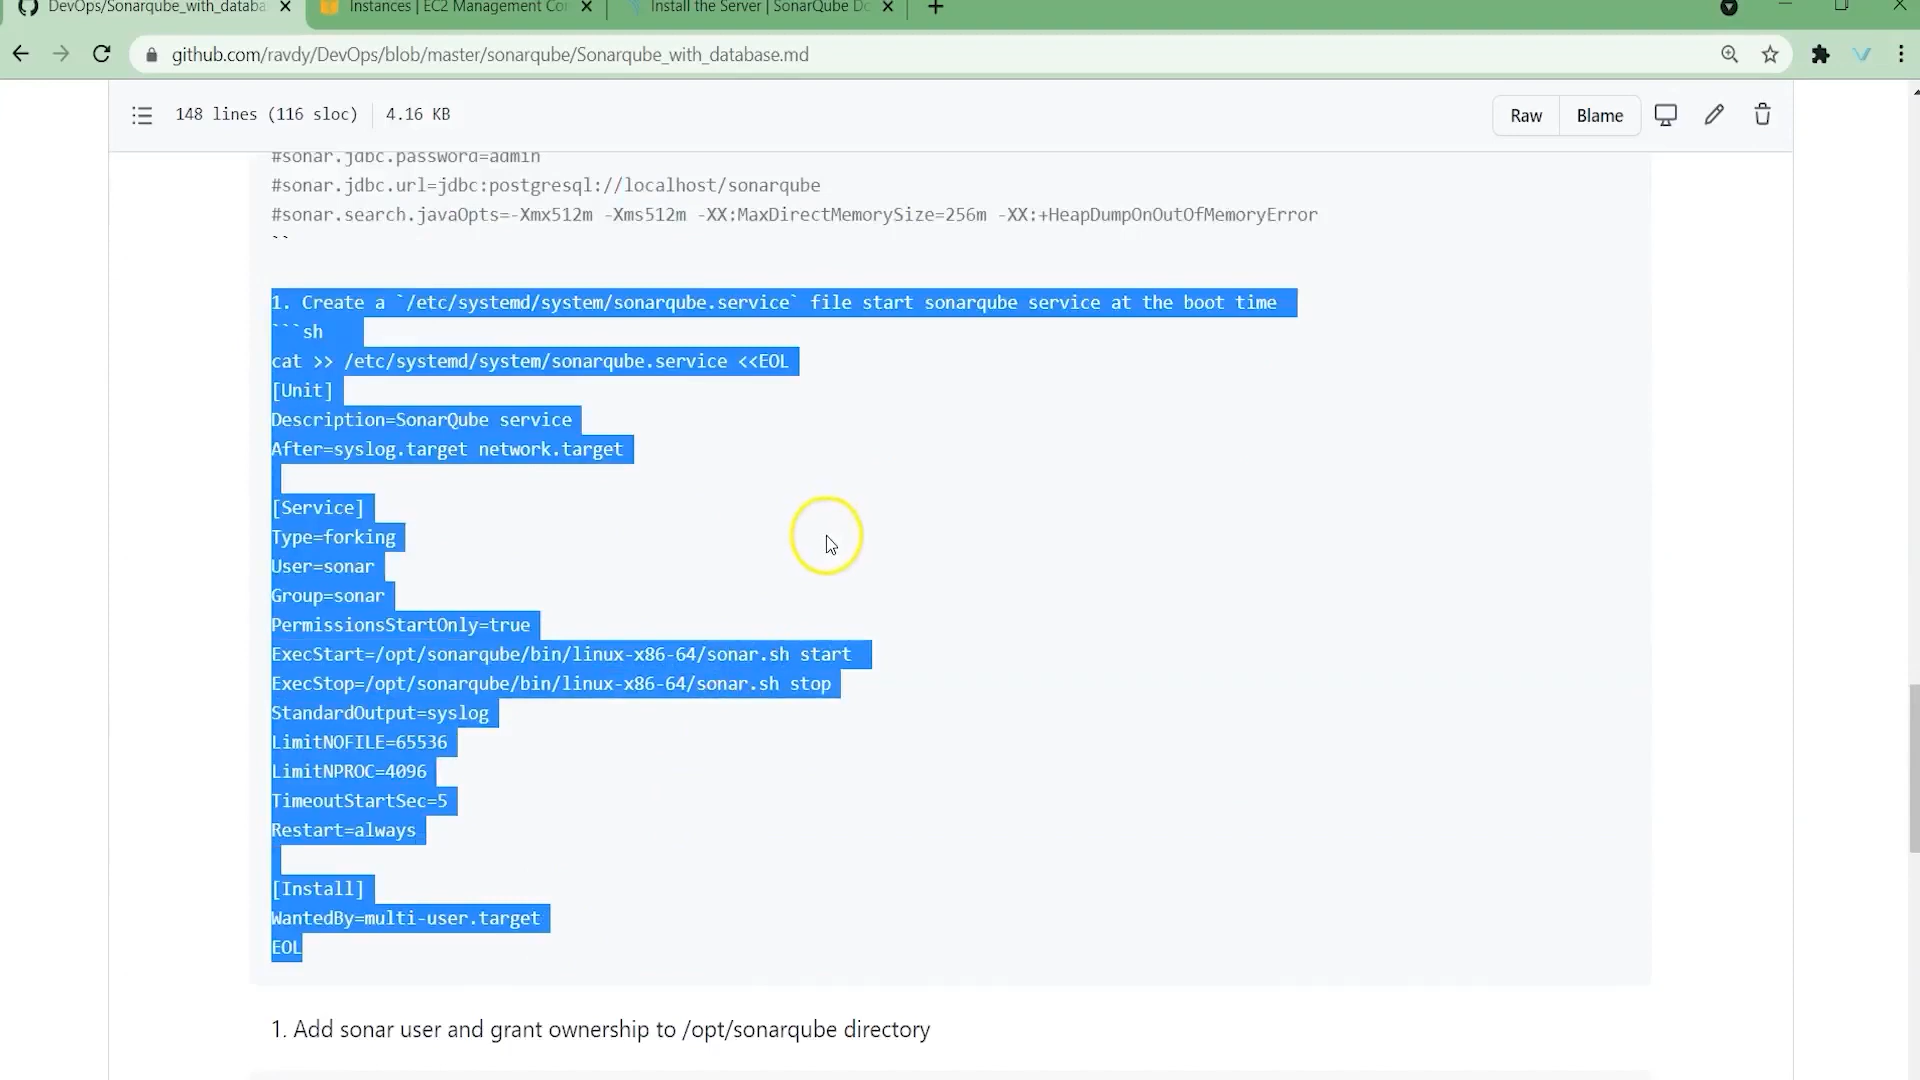 DevOps/Sonarqube_with_databa
Instances | EC2 Management Con
Install the Server | SonarQube Do
github.com/ravdy/DevOps/blob/master/sonarqube/Sonarqube_with_database.md
148 lines (116 sloc) 4.16 KB
Raw Blame
#sonar.jdbc.password=admin
#sonar.jdbc.url=jdbc:postgresql://localhost/sonarqube
#sonar.search.javaOpts=-Xmx512m -Xms512m -XX:MaxDirectMemorySize=256m -XX:+HeapDumpOnOutOfMemoryError
``
1. Create a `/etc/systemd/system/sonarqube.service` file start sonarqube service at the boot time
```sh
cat >> /etc/systemd/system/sonarqube.service <<EOL
[Unit]
Description=SonarQube service
After=syslog.target network.target
[Service]
Type=forking
User=sonar
Group=sonar
PermissionsStartOnly=true
ExecStart=/opt/sonarqube/bin/linux-x86-64/sonar.sh start
ExecStop=/opt/sonarqube/bin/linux-x86-64/sonar.sh stop
StandardOutput=syslog
LimitNOFILE=65536
LimitNPROC=4096
TimeoutStartSec=5
Restart=always
[Install]
WantedBy=multi-user.target
EOL
1. Add sonar user and grant ownership to /opt/sonarqube directory